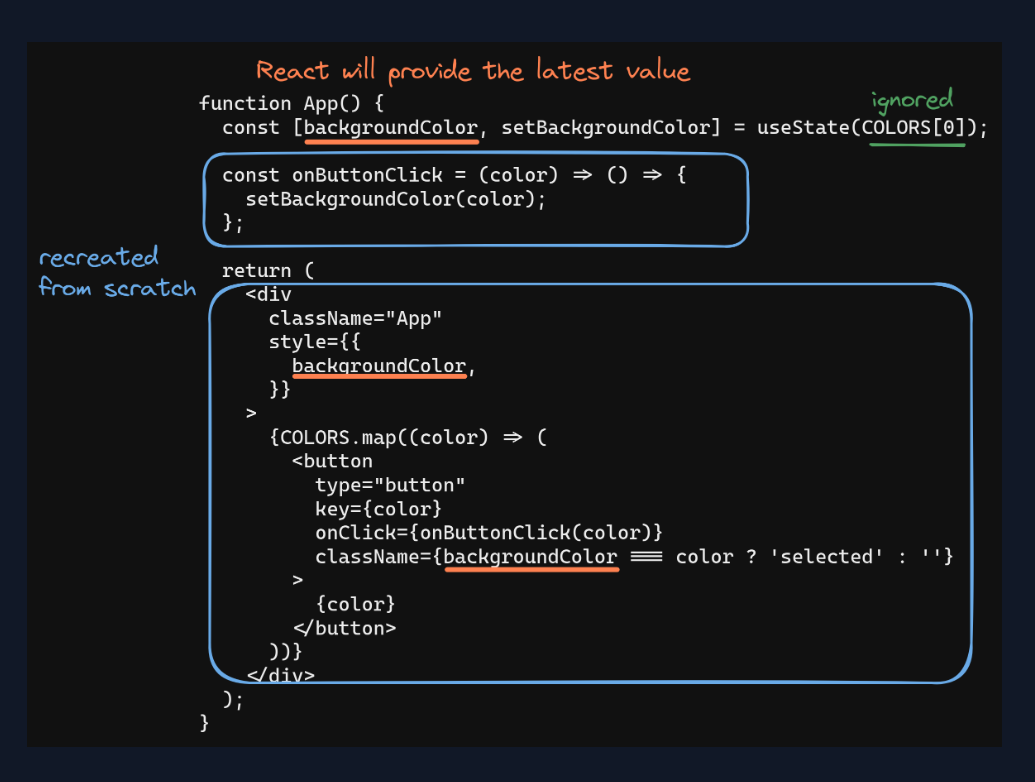 React will provide the latest value
function App() {
ignored
const [backgroundColor, setBackgroundColor] = useState(COLORS[0]);
const onButtonClick = (color) => () => {
setBackgroundColor(color);
};
recreated
from scratch
return (
<div
className="App"
style={{
backgroundColor,
}}
>
{COLORS.map((color) => (
<button
type="button"
key={color}
onClick={onButtonClick(color)}
className={backgroundColor === color ? 'selected' : ''}
>
{color}
</button>
))}
</div>
);
}